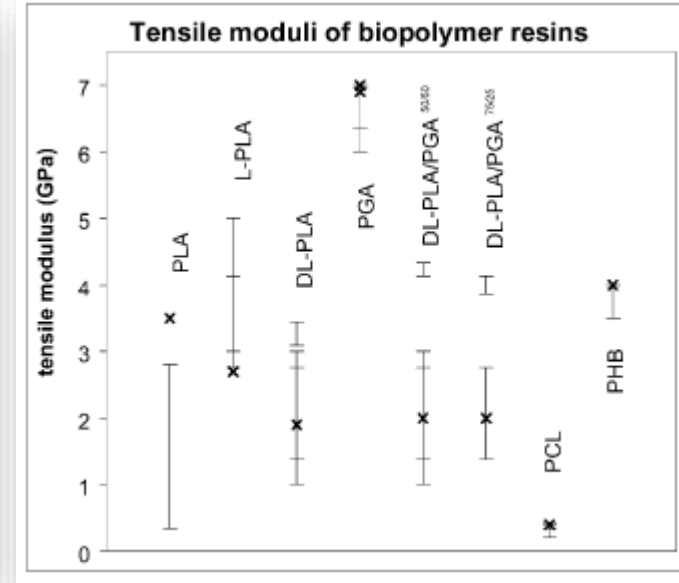 Tensile moduli of biopolymer resins
tensile modulus (GPa)
7
6
5
4
3
2
1
0
PLA
L-PLA
DL-PLA
PGA
DL-PLA/PGA 50/50
DL-PLA/PGA 75/25
PCL
PHB